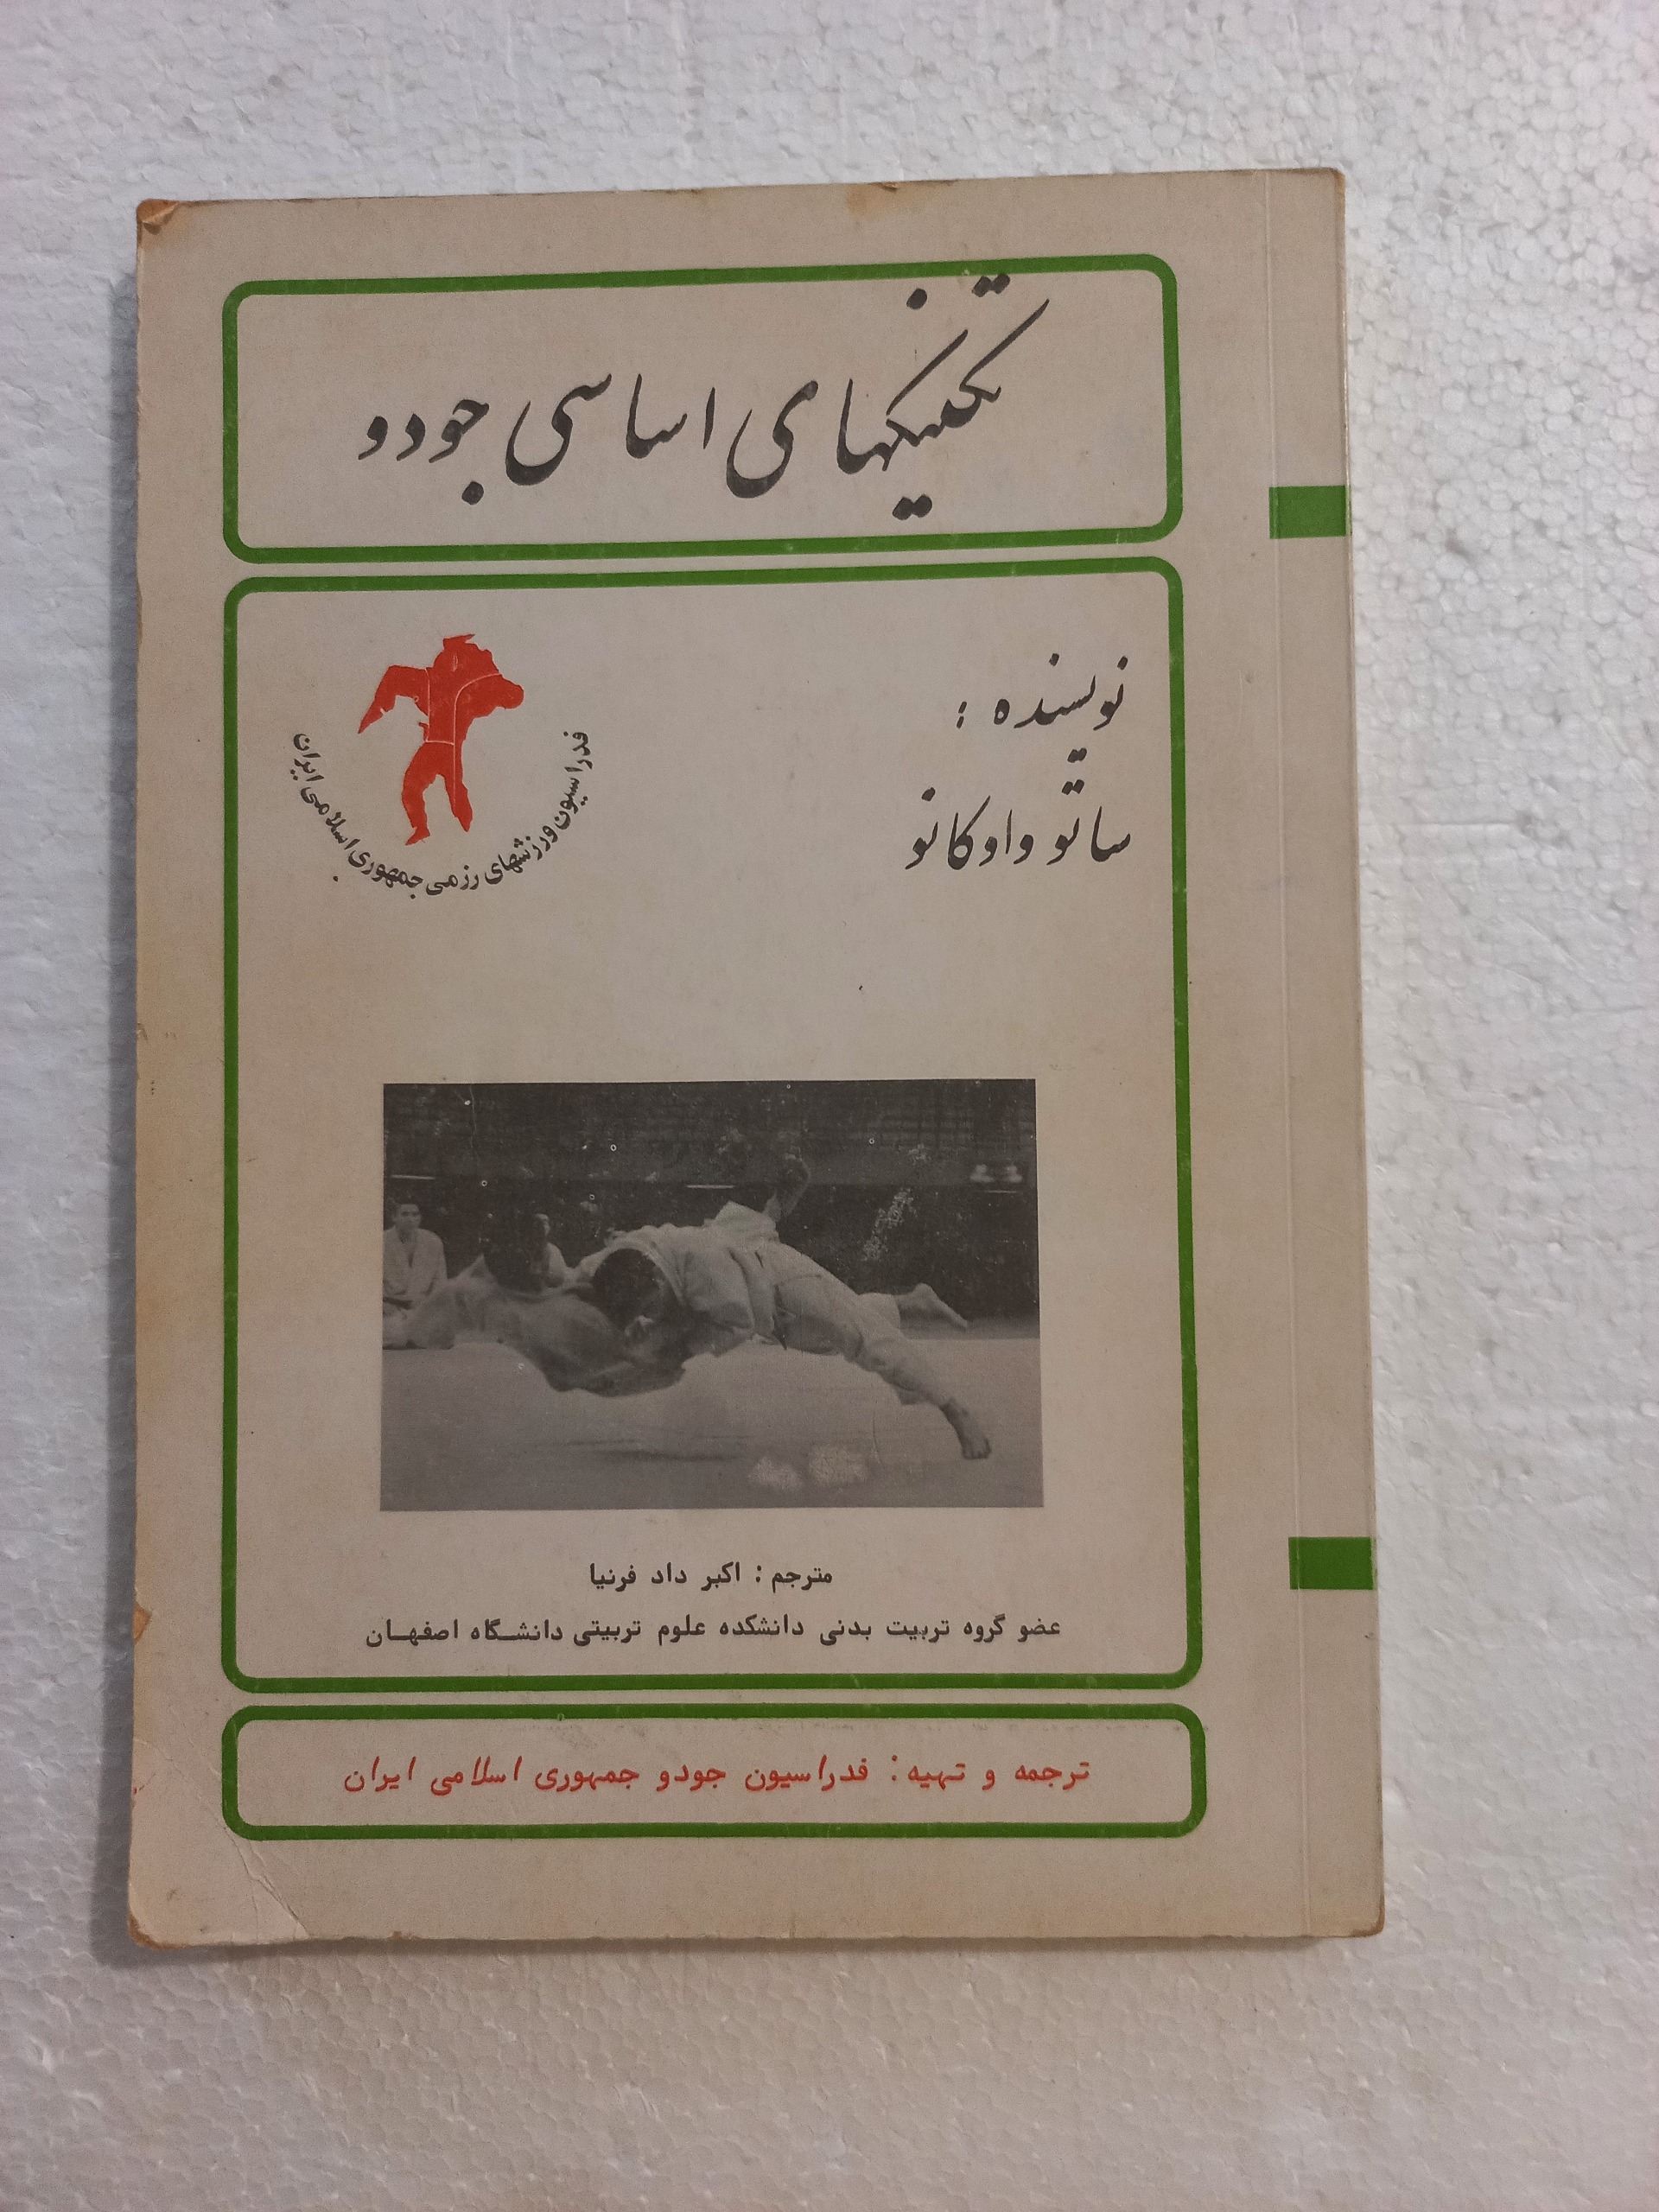 تکنیکهای اساسی جودو
نویسنده :
ساتو واوکانو
فدراسیون ورزشهای رزمی جمهوری اسلامی ایران
مترجم : اکبر داد فرنیا
عضو گروه تربیت بدنی دانشکده علوم تربیتی دانشگاه اصفهان
ترجمه و تهیه : فدراسیون جودو جمهوری اسلامی ایران